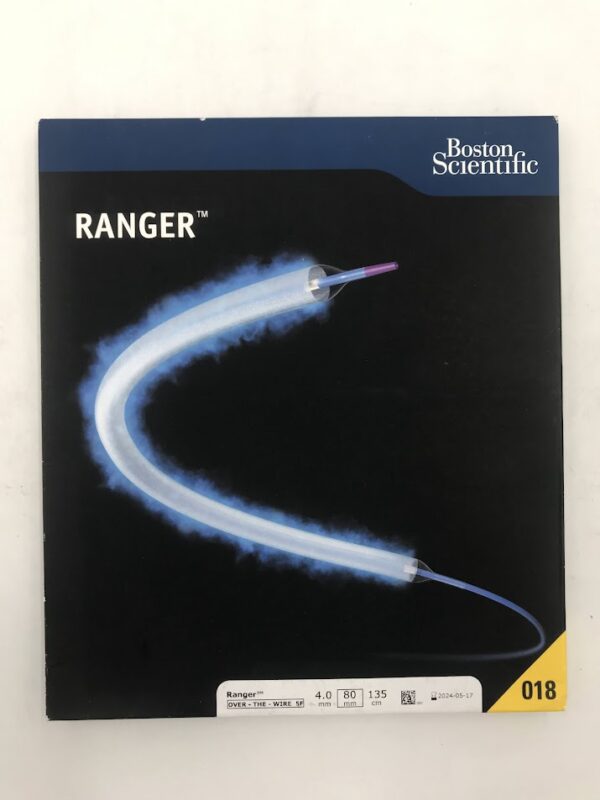 Boston
Scientific
RANGER™
Ranger™ 4.0 80 135 2024-05-17
OVER - THE - WIRE 5F mm mm cm
018